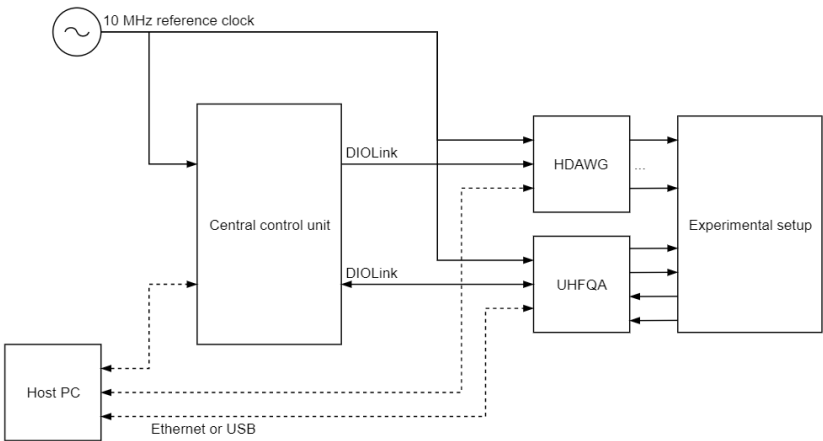 10 MHz reference clock
DIOLink
HDAWG
...
Central control unit
Experimental setup
DIOLink
UHFQA
Host PC
Ethernet or USB